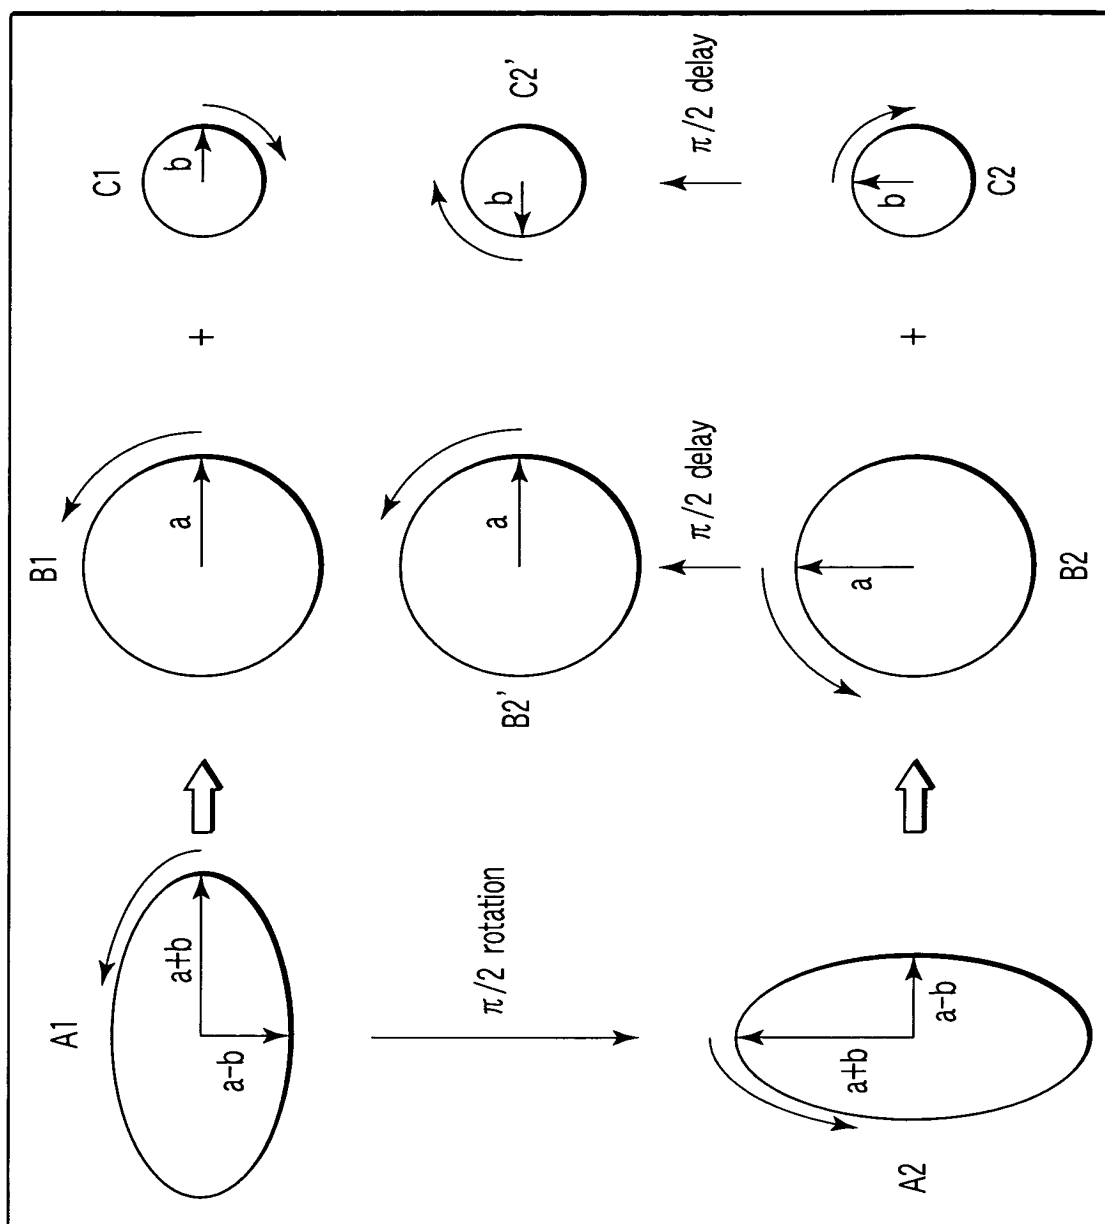 A1
a+b
a-b
B1
a
+
C1
b
π/2 rotation
B2'
a
C2'
b
π/2 delay
π/2 delay
A2
a+b
a-b
B2
a
+
C2
b